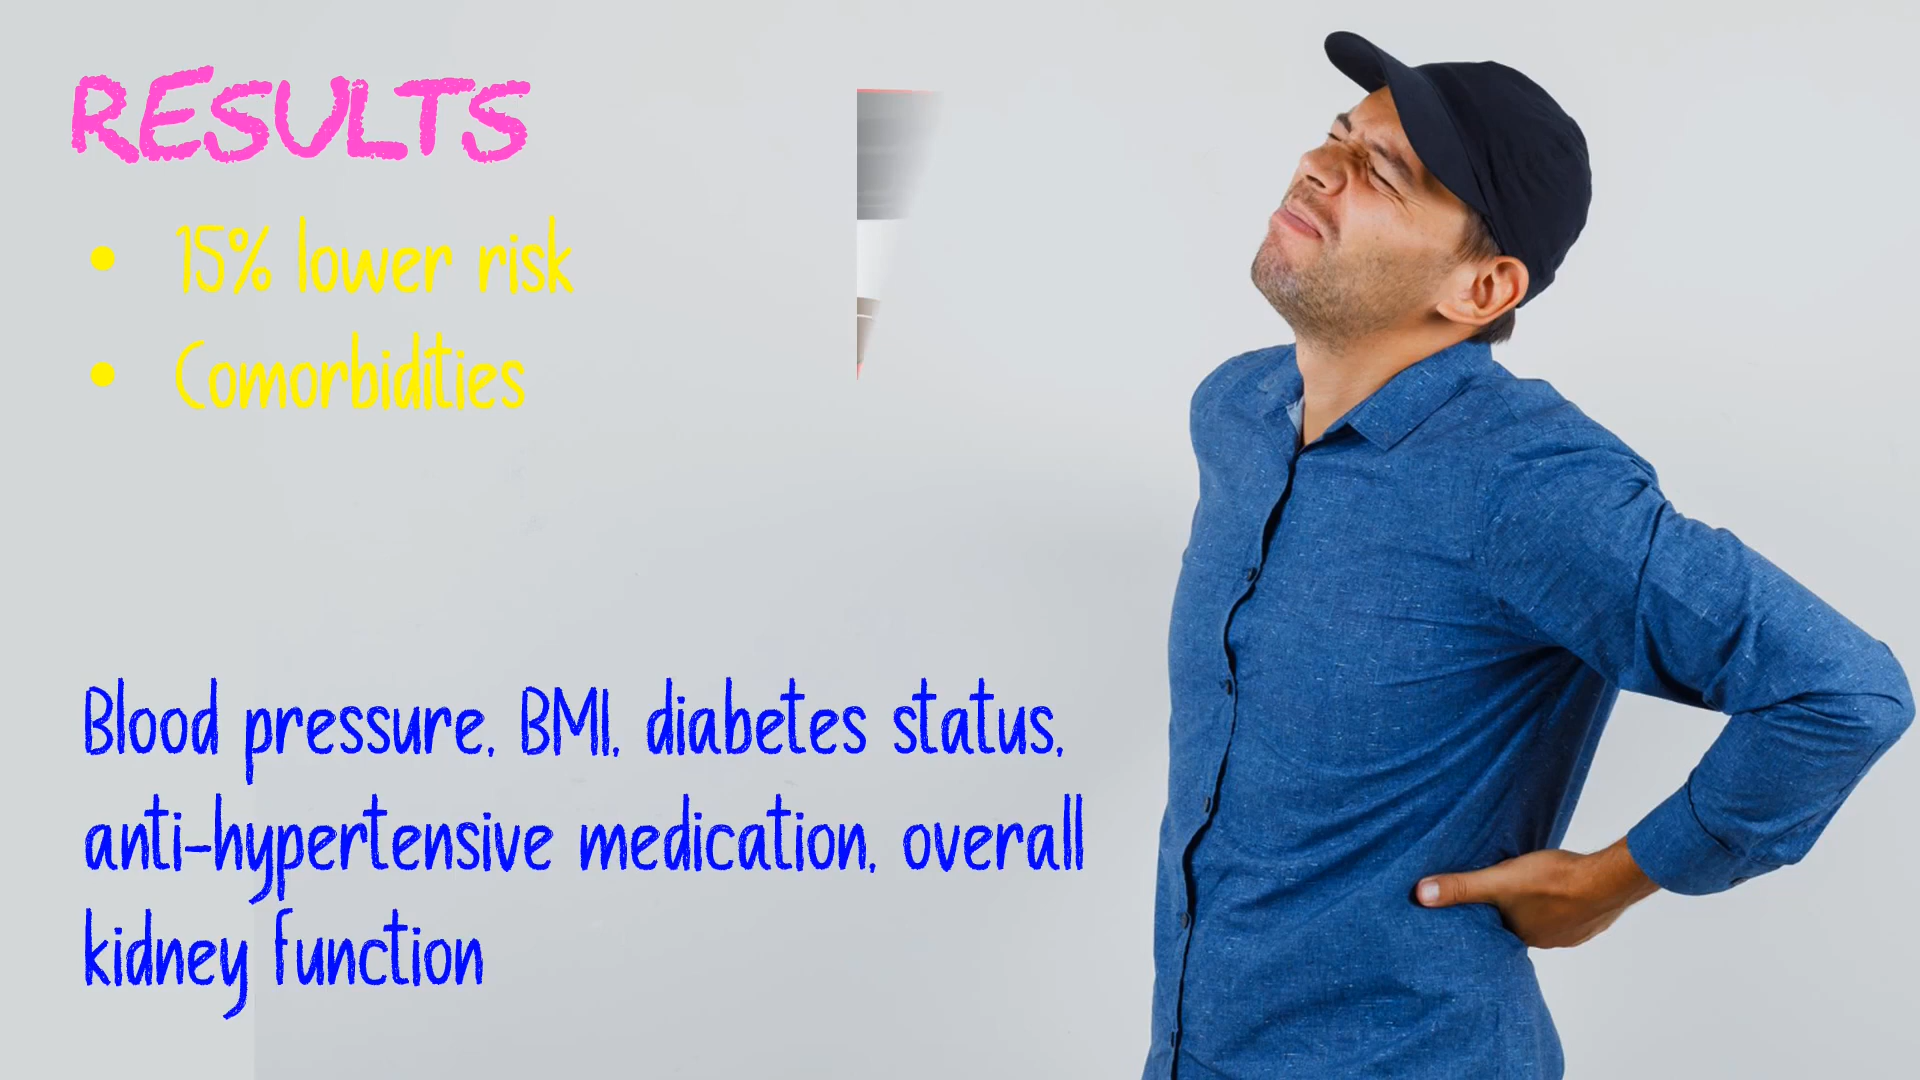 RESULTS
• 15% lower risk
• Comorbidities
Blood pressure, BMI, diabetes status,
anti-hypertensive medication, overall
kidney function